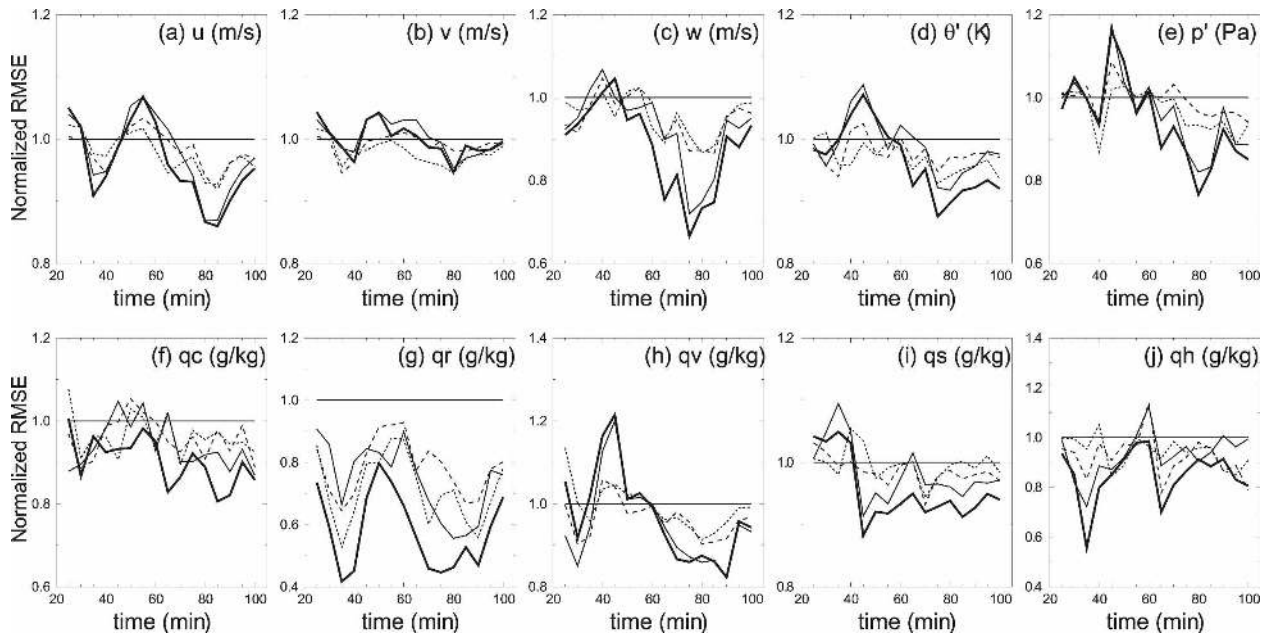 (a) u (m/s)
(b) v (m/s)
(c) w (m/s)
(d) θ' (K)
(e) p' (Pa)
Normalized RMSE
1.2
1.0
0.8
20 40 60 80 100
time (min)
1.2
1.0
0.8
20 40 60 80 100
time (min)
1.2
1.0
0.8
0.6
20 40 60 80 100
time (min)
1.2
1.0
0.8
20 40 60 80 100
time (min)
1.2
1.0
0.8
0.6
20 40 60 80 100
time (min)
(f) qc (g/kg)
(g) qr (g/kg)
(h) qv (g/kg)
(i) qs (g/kg)
(j) qh (g/kg)
Normalized RMSE
1.2
1.0
0.8
0.6
20 40 60 80 100
time (min)
1.2
1.0
0.8
0.6
0.4
20 40 60 80 100
time (min)
1.4
1.2
1.0
0.8
20 40 60 80 100
time (min)
1.2
1.0
0.8
20 40 60 80 100
time (min)
1.4
1.2
1.0
0.8
0.6
0.4
20 40 60 80 100
time (min)